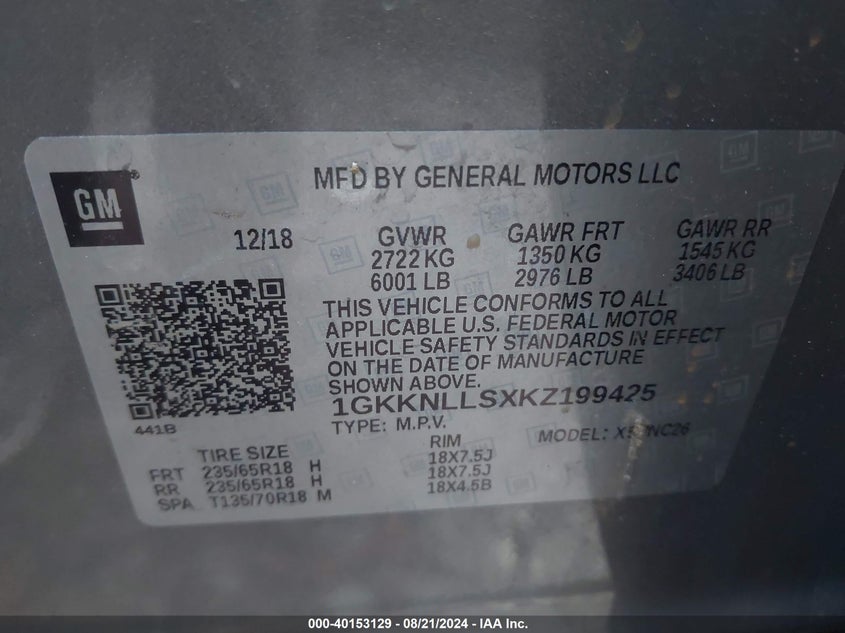 GM
MFD BY GENERAL MOTORS LLC
12/18
GVWR
2722 KG
6001 LB
GAWR FRT
1350 KG
2976 LB
GAWR RR
1545 KG
3406 LB
THIS VEHICLE CONFORMS TO ALL
APPLICABLE U.S. FEDERAL MOTOR
VEHICLE SAFETY STANDARDS IN EFFECT
ON THE DATE OF MANUFACTURE
SHOWN ABOVE.
1GKKNLLSXKZ199425
441B
TYPE: M.P.V.
MODEL:
TIRE SIZE
RIM
FRT 235/65R18 H 18X7.5J
RR 235/65R18 H 18X7.5J
SPA T135/70R18 M 18X4.5B
000-40153129 - 08/21/2024 - IAA Inc.